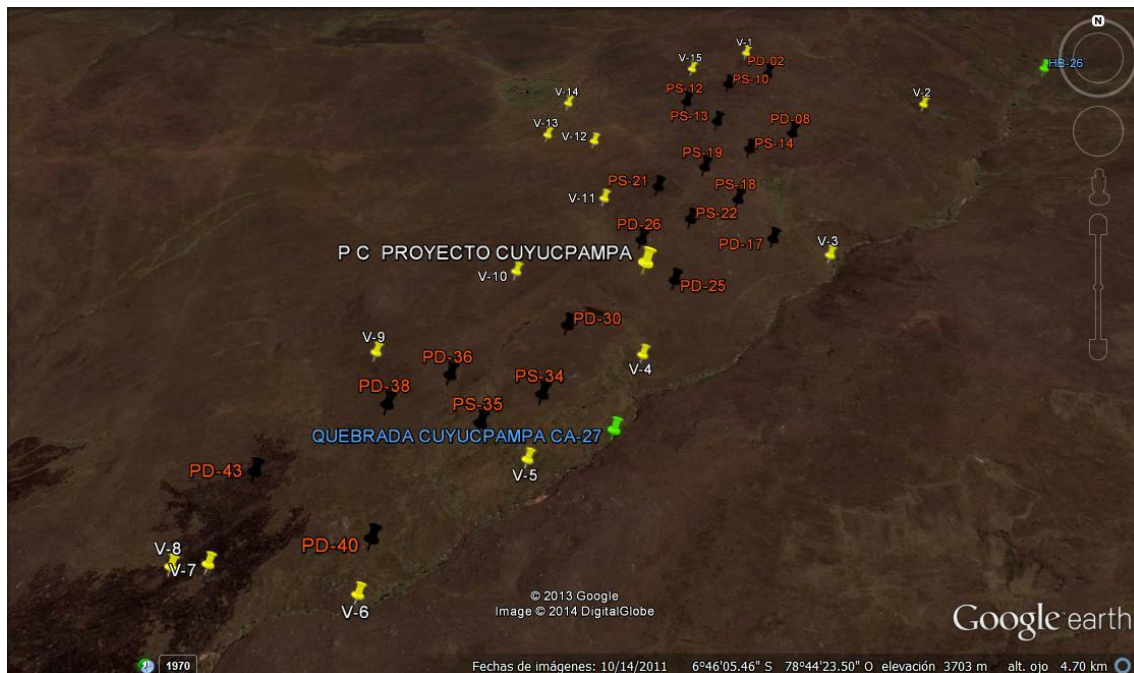 N
V-1
V-15
PD-02
HB-26
PS-10
PS-12
V-14
V-2
PS-13
V-13
V-12
PD-08
PS-14
PS-19
PS-21
PS-18
V-11
PS-22
PD-26
PD-17
V-3
P C PROYECTO CUYUCPAMPA
V-10
PD-25
PD-30
V-9
PD-36
V-4
PS-34
PD-38
PS-35
QUEBRADA CUYUCPAMPA CA-27
PD-43
V-5
PD-40
V-8
V-7
V-6
© 2013 Google
Image © 2014 DigitalGlobe
Google earth
1970
Fechas de imágenes: 10/14/2011 6°46'05.46" S 78°44'23.50" O elevación 3703 m alt. ojo 4.70 km